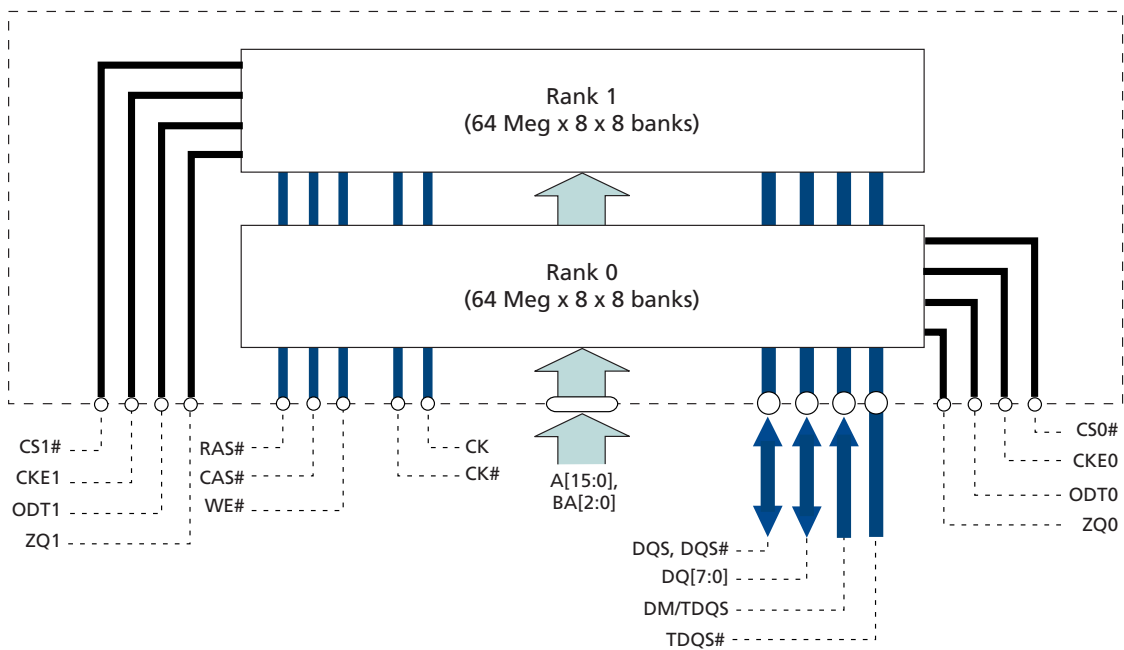 Rank 1
(64 Meg x 8 x 8 banks)
Rank 0
(64 Meg x 8 x 8 banks)
CS1#
CKE1
ODT1
ZQ1
RAS#
CAS#
WE#
CK
CK#
A[15:0],
BA[2:0]
DQS, DQS#
DQ[7:0]
DM/TDQS
TDQS#
CS0#
CKE0
ODT0
ZQ0